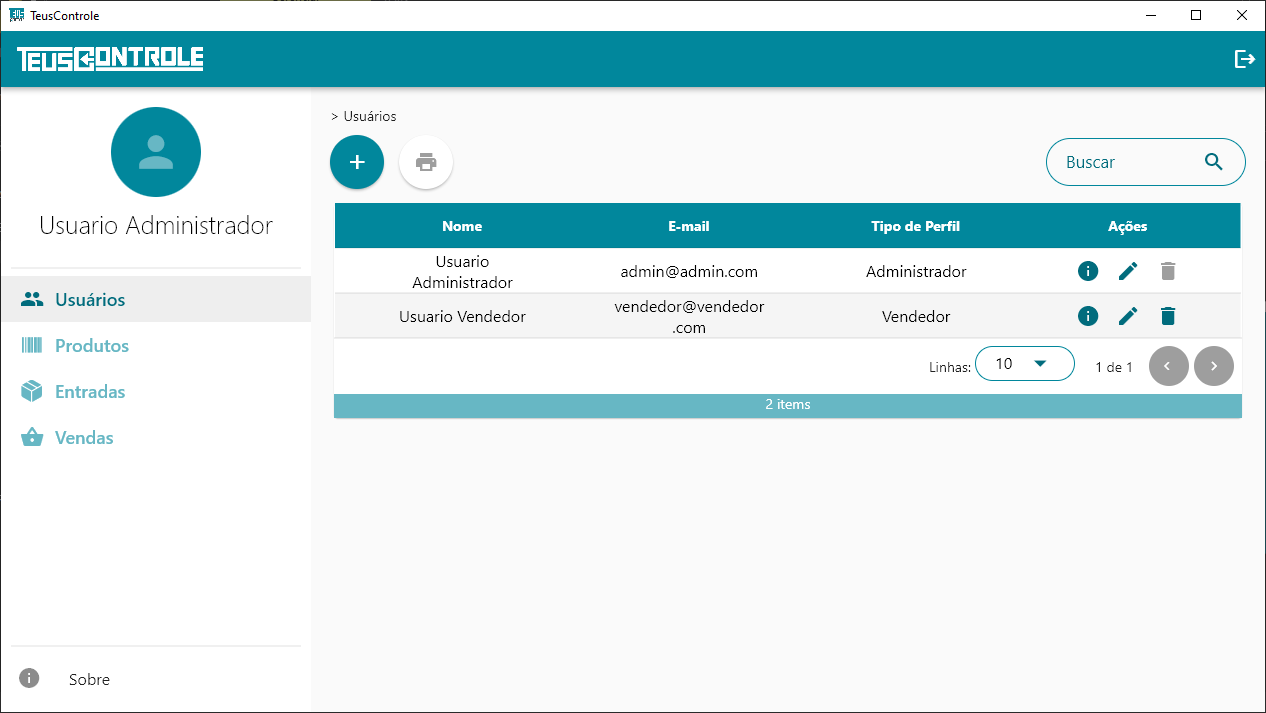 TeusControle
TEUSCONTROLE
> Usuários
Buscar
Usuario Administrador
Usuários
Produtos
Entradas
Vendas
Sobre
Nome E-mail Tipo de Perfil Ações
Usuario
Administrador
admin@admin.com
Administrador
Usuario Vendedor
vendedor@vendedor
.com
Vendedor
Linhas: 10 1 de 1
2 items